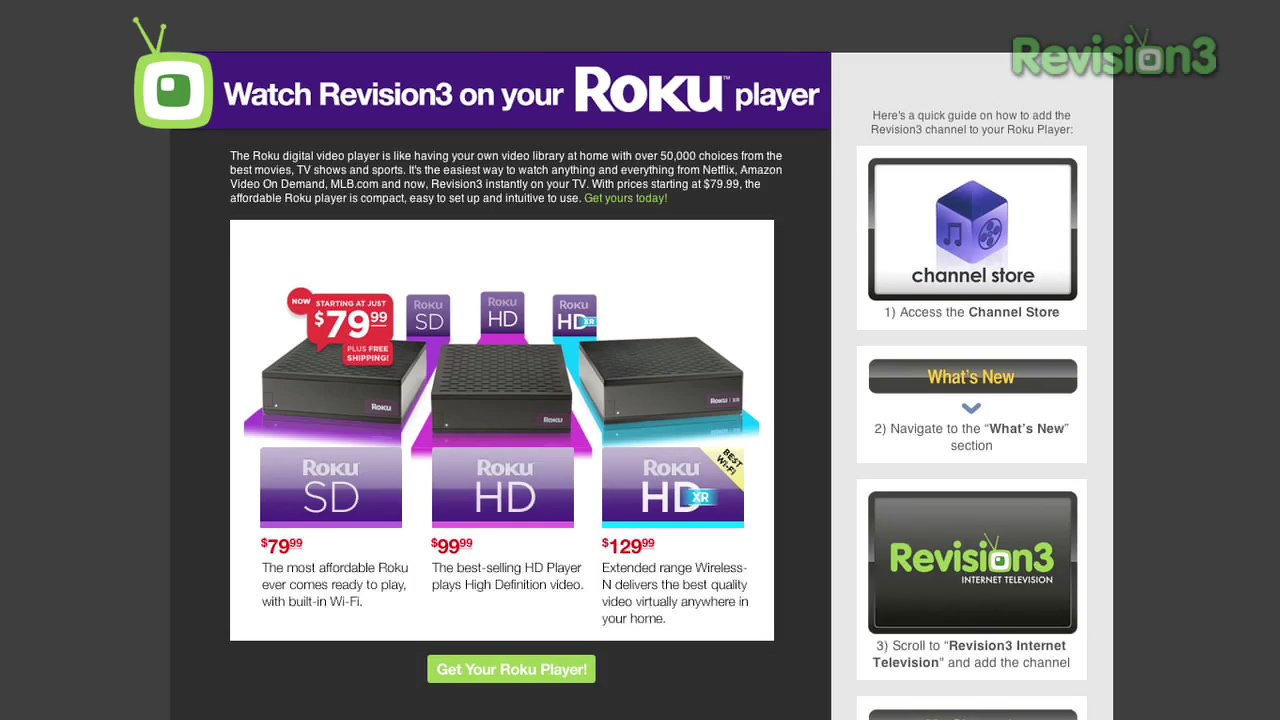 Revision3
Watch Revision3 on your ROKU™ player
The Roku digital video player is like having your own video library at home with over 50,000 choices from the
best movies, TV shows and sports. It's the easiest way to watch anything and everything from Netflix, Amazon
Video On Demand, MLB.com and now, Revision3 instantly on your TV. With prices starting at $79.99, the
affordable Roku player is compact, easy to set up and intuitive to use. Get yours today!
NOW
STARTING AT JUST
$79.99
PLUS FREE
SHIPPING!
ROKU
SD
ROKU
HD
ROKU
HD XR
ROKU
ROKU
ROKU | XR
ROKU
SD
ROKU
HD
ROKU
HD XR
BEST
WI-FI
$79.99
The most affordable Roku
ever comes ready to play,
with built-in Wi-Fi.
$99.99
The best-selling HD Player
plays High Definition video.
$129.99
Extended range Wireless-
N delivers the best quality
video virtually anywhere in
your home.
Get Your Roku Player!
Here's a quick guide on how to add the
Revision3 channel to your Roku Player:
channel store
1) Access the Channel Store
What's New
2) Navigate to the “What's New”
section
Revision3
INTERNET TELEVISION
3) Scroll to “Revision3 Internet
Television” and add the channel